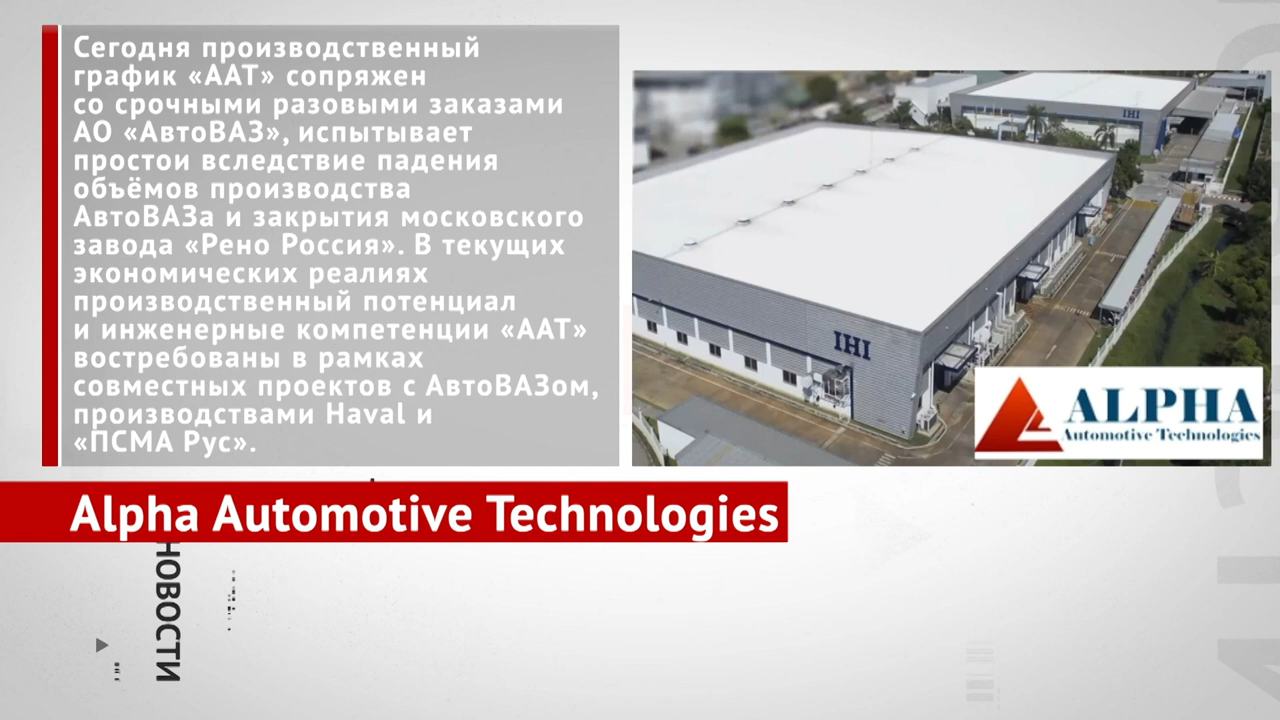 Сегодня производственный
график «ААТ» сопряжен
со срочными разовыми заказами
АО «АвтоВАЗ», испытывает
простои вследствие падения
объёмов производства
АвтоВАЗа и закрытия московского
завода «Рено Россия». В текущих
экономических реалиях
производственный потенциал
и инженерные компетенции «ААТ»
востребованы в рамках
совместных проектов с АвтоВАЗом,
производствами Haval и
«ПСМА Рус».
IHI
IHI
ALPHA
Automotive Technologies
Alpha Automotive Technologies
НОВОСТИ